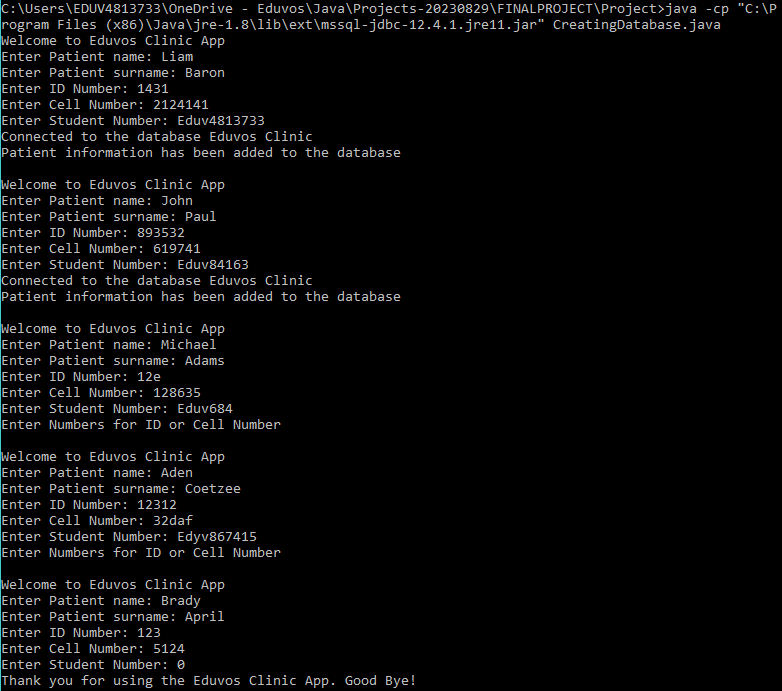 C:\Users\EDUV4813733\OneDrive - Eduvos\Java\Projects-20230829\FINALPROJECT\Project>java -cp "C:\P
rogram Files (x86)\Java\jre-1.8\lib\ext\mssql-jdbc-12.4.1.jre11.jar" CreatingDatabase.java
Welcome to Eduvos Clinic App
Enter Patient name: Liam
Enter Patient surname: Baron
Enter ID Number: 1431
Enter Cell Number: 2124141
Enter Student Number: Eduv4813733
Connected to the database Eduvos Clinic
Patient information has been added to the database

Welcome to Eduvos Clinic App
Enter Patient name: John
Enter Patient surname: Paul
Enter ID Number: 893532
Enter Cell Number: 619741
Enter Student Number: Eduv84163
Connected to the database Eduvos Clinic
Patient information has been added to the database

Welcome to Eduvos Clinic App
Enter Patient name: Michael
Enter Patient surname: Adams
Enter ID Number: 12e
Enter Cell Number: 128635
Enter Student Number: Eduv684
Enter Numbers for ID or Cell Number

Welcome to Eduvos Clinic App
Enter Patient name: Aden
Enter Patient surname: Coetzee
Enter ID Number: 12312
Enter Cell Number: 32daf
Enter Student Number: Edyv867415
Enter Numbers for ID or Cell Number

Welcome to Eduvos Clinic App
Enter Patient name: Brady
Enter Patient surname: April
Enter ID Number: 123
Enter Cell Number: 5124
Enter Student Number: 0
Thank you for using the Eduvos Clinic App. Good Bye!